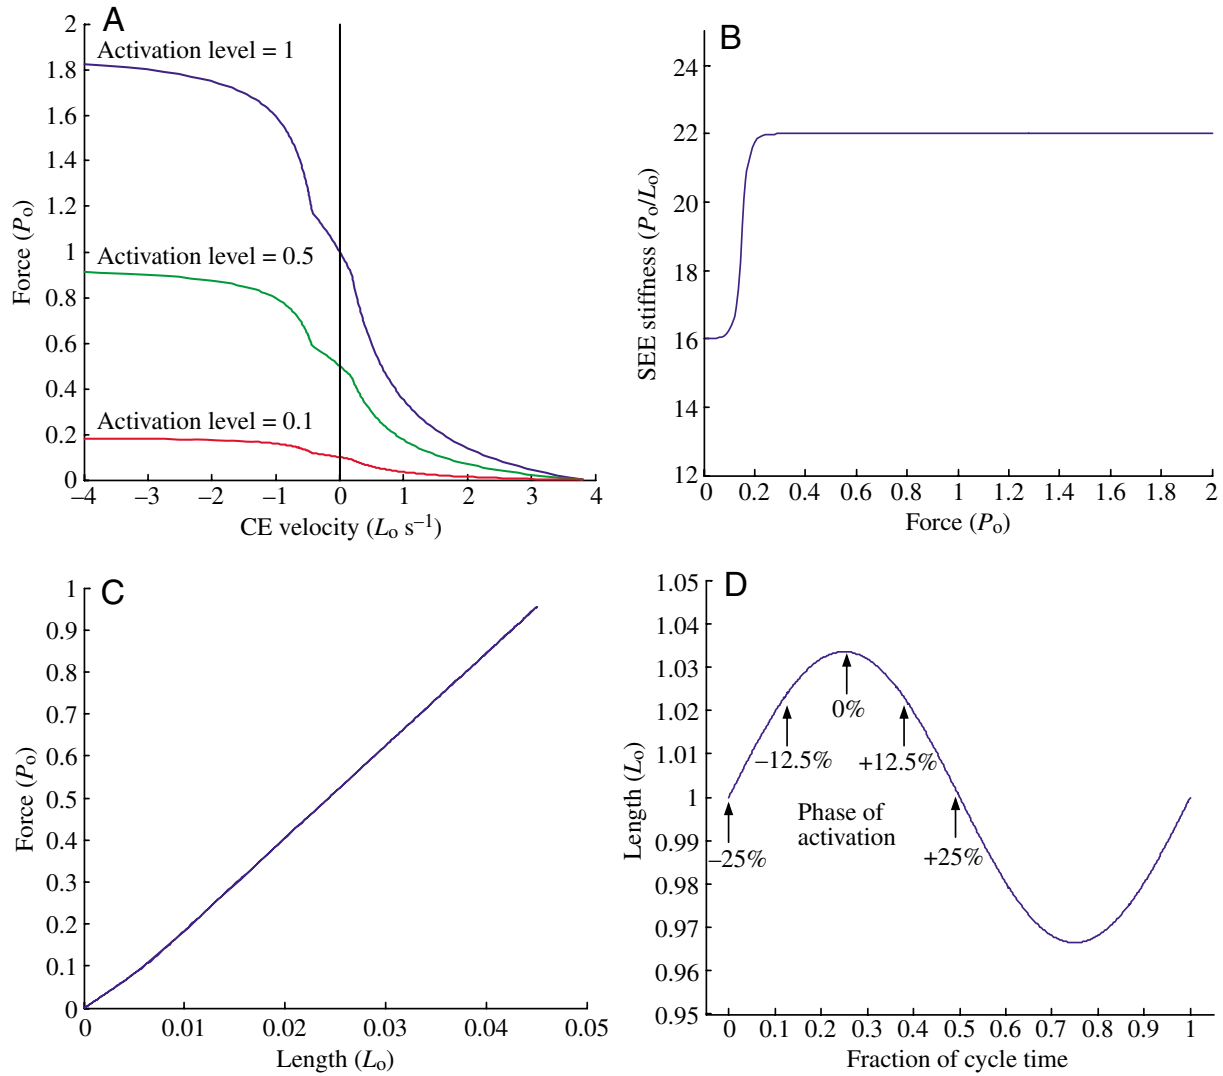 A
2
1.8
1.6
1.4
1.2
1
0.8
0.6
0.4
0.2
0
Force (Pₒ)
Activation level = 1
Activation level = 0.5
Activation level = 0.1
–4 –3 –2 –1 0 1 2 3 4
CE velocity (Lₒ s⁻¹)
B
24
22
20
18
16
14
12
SEE stiffness (Pₒ/Lₒ)
0 0.2 0.4 0.6 0.8 1 1.2 1.4 1.6 1.8 2
Force (Pₒ)
C
1
0.9
0.8
0.7
0.6
0.5
0.4
0.3
0.2
0.1
0
Force (Pₒ)
0 0.01 0.02 0.03 0.04 0.05
Length (Lₒ)
D
1.05
1.04
1.03
1.02
1.01
1
0.99
0.98
0.97
0.96
0.95
Length (Lₒ)
0%
–12.5% +12.5%
Phase of
activation
–25% +25%
0 0.1 0.2 0.3 0.4 0.5 0.6 0.7 0.8 0.9 1
Fraction of cycle time